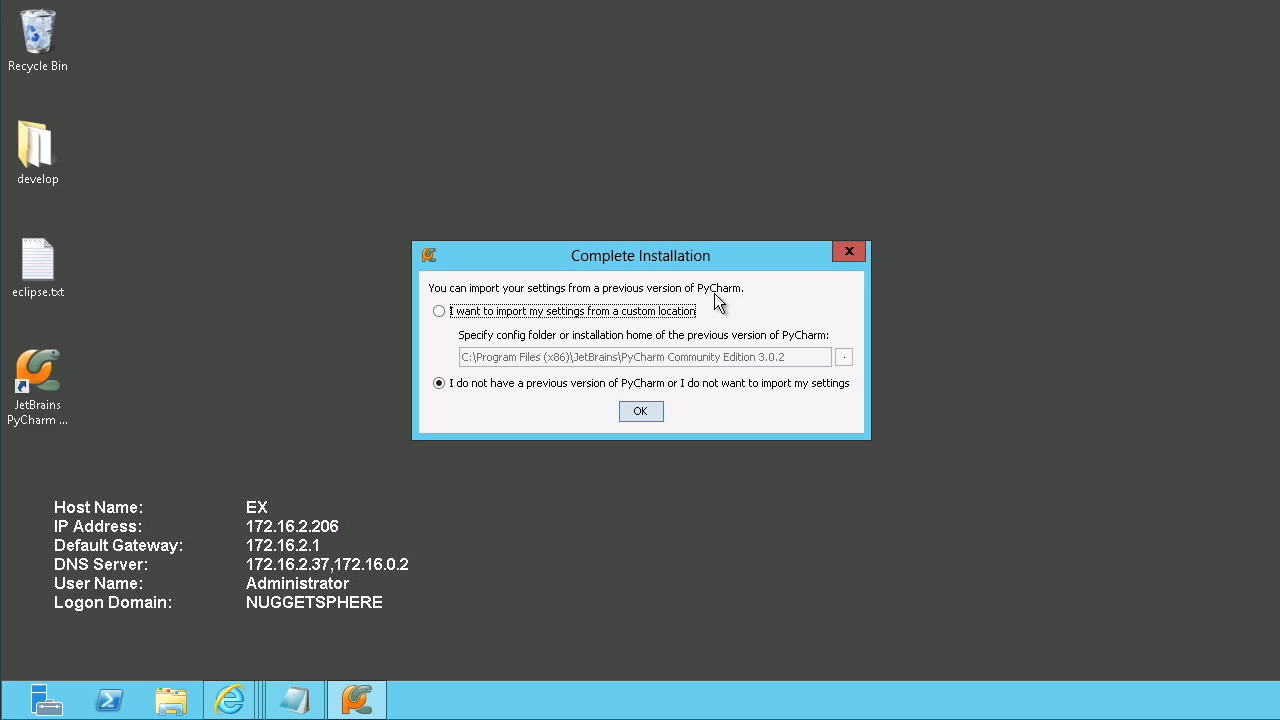 Recycle Bin
develop
eclipse.txt
JetBrains
PyCharm ...
Complete Installation
X
You can import your settings from a previous version of PyCharm.
I want to import my settings from a custom location
Specify config folder or installation home of the previous version of PyCharm:
C:\Program Files (x86)\JetBrains\PyCharm Community Edition 3.0.2
.
I do not have a previous version of PyCharm or I do not want to import my settings
OK
Host Name: EX
IP Address: 172.16.2.206
Default Gateway: 172.16.2.1
DNS Server: 172.16.2.37,172.16.0.2
User Name: Administrator
Logon Domain: NUGGETSPHERE